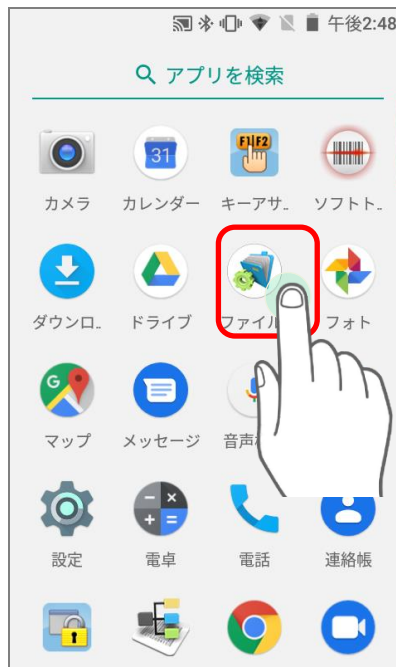 午後2:48
アプリを検索
31
F1 F2
カメラ
カレンダー
キーアサ..
ソフトト..
ダウンロ..
ドライブ
ファイル
フォト
G
マップ
メッセージ
音声
設定
電卓
電話
連絡帳